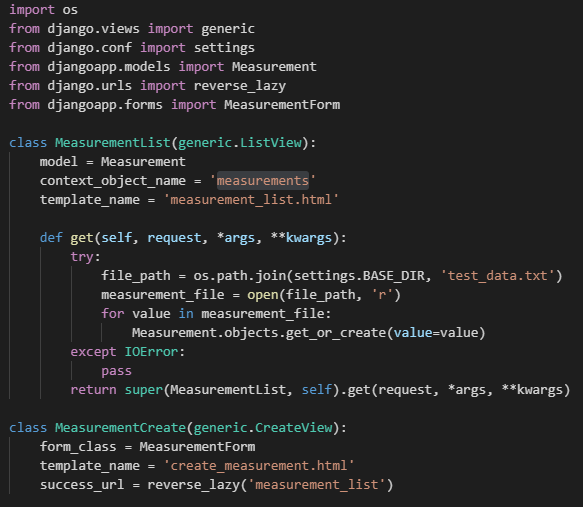 import os
from django.views import generic
from django.conf import settings
from djangoapp.models import Measurement
from django.urls import reverse_lazy
from djangoapp.forms import MeasurementForm

class MeasurementList(generic.ListView):
    model = Measurement
    context_object_name = 'measurements'
    template_name = 'measurement_list.html'

    def get(self, request, *args, **kwargs):
        try:
            file_path = os.path.join(settings.BASE_DIR, 'test_data.txt')
            measurement_file = open(file_path, 'r')
            for value in measurement_file:
                Measurement.objects.get_or_create(value=value)
        except IOError:
            pass
        return super(MeasurementList, self).get(request, *args, **kwargs)

class MeasurementCreate(generic.CreateView):
    form_class = MeasurementForm
    template_name = 'create_measurement.html'
    success_url = reverse_lazy('measurement_list')